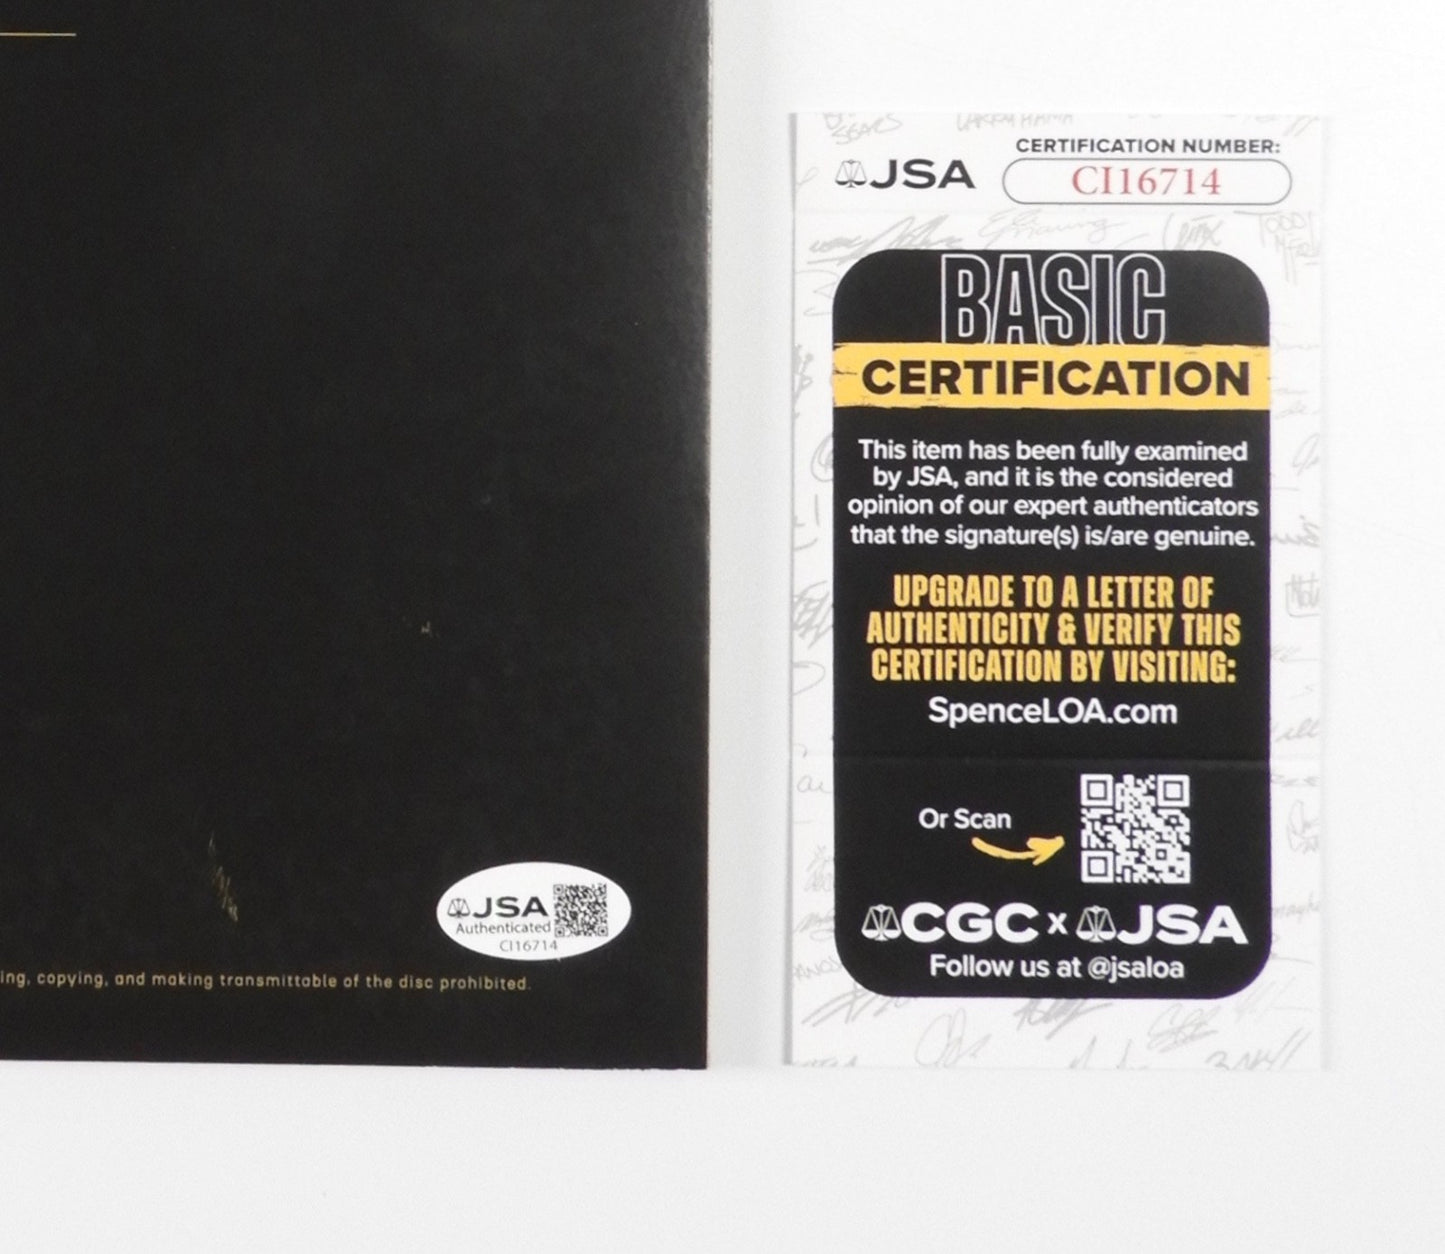 CERTIFICATION NUMBER:
JSA
CI16714
BASIC
CERTIFICATION
This item has been fully examined
by JSA, and it is the considered
opinion of our expert authenticators
that the signature(s) is/are genuine.
UPGRADE TO A LETTER OF
AUTHENTICITY & VERIFY THIS
CERTIFICATION BY VISITING:
SpenceLOA.com
Or Scan
CGC x JSA
Follow us at @jsaloa
JSA
Authenticated
CI16714
ing, copying, and making transmittable of the disc prohibited.